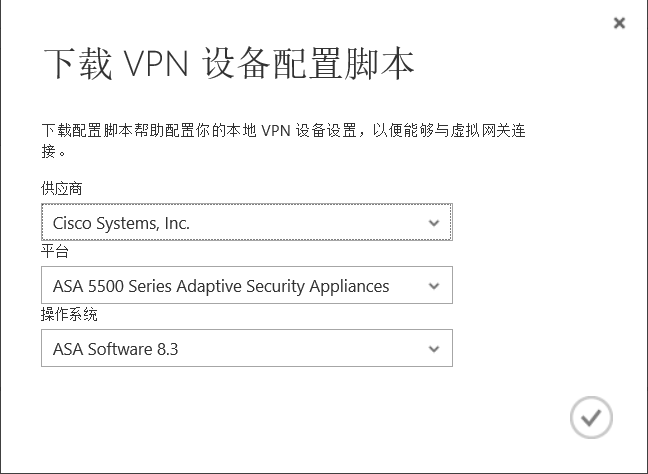 下载 VPN 设备配置脚本
下载配置脚本帮助配置你的本地 VPN 设备设置，以便能够与虚拟网关连
接。
供应商
Cisco Systems, Inc.
平台
ASA 5500 Series Adaptive Security Appliances
操作系统
ASA Software 8.3